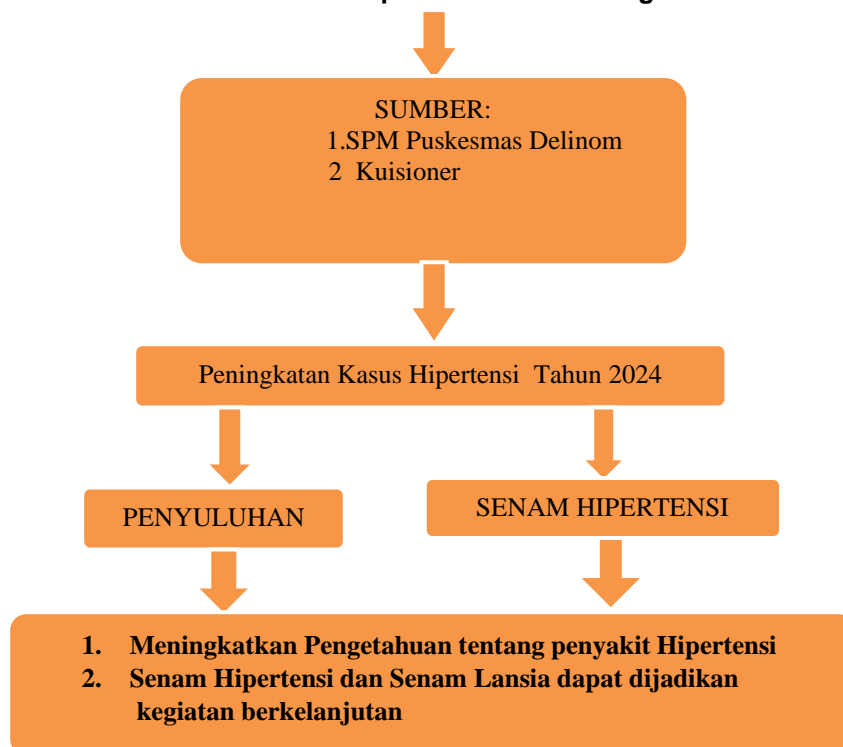 SUMBER:
1.SPM Puskesmas Delinom
2 Kuisioner
Peningkatan Kasus Hipertensi Tahun 2024
PENYULUHAN
SENAM HIPERTENSI
1. Meningkatkan Pengetahuan tentang penyakit Hipertensi
2. Senam Hipertensi dan Senam Lansia dapat dijadikan
kegiatan berkelanjutan